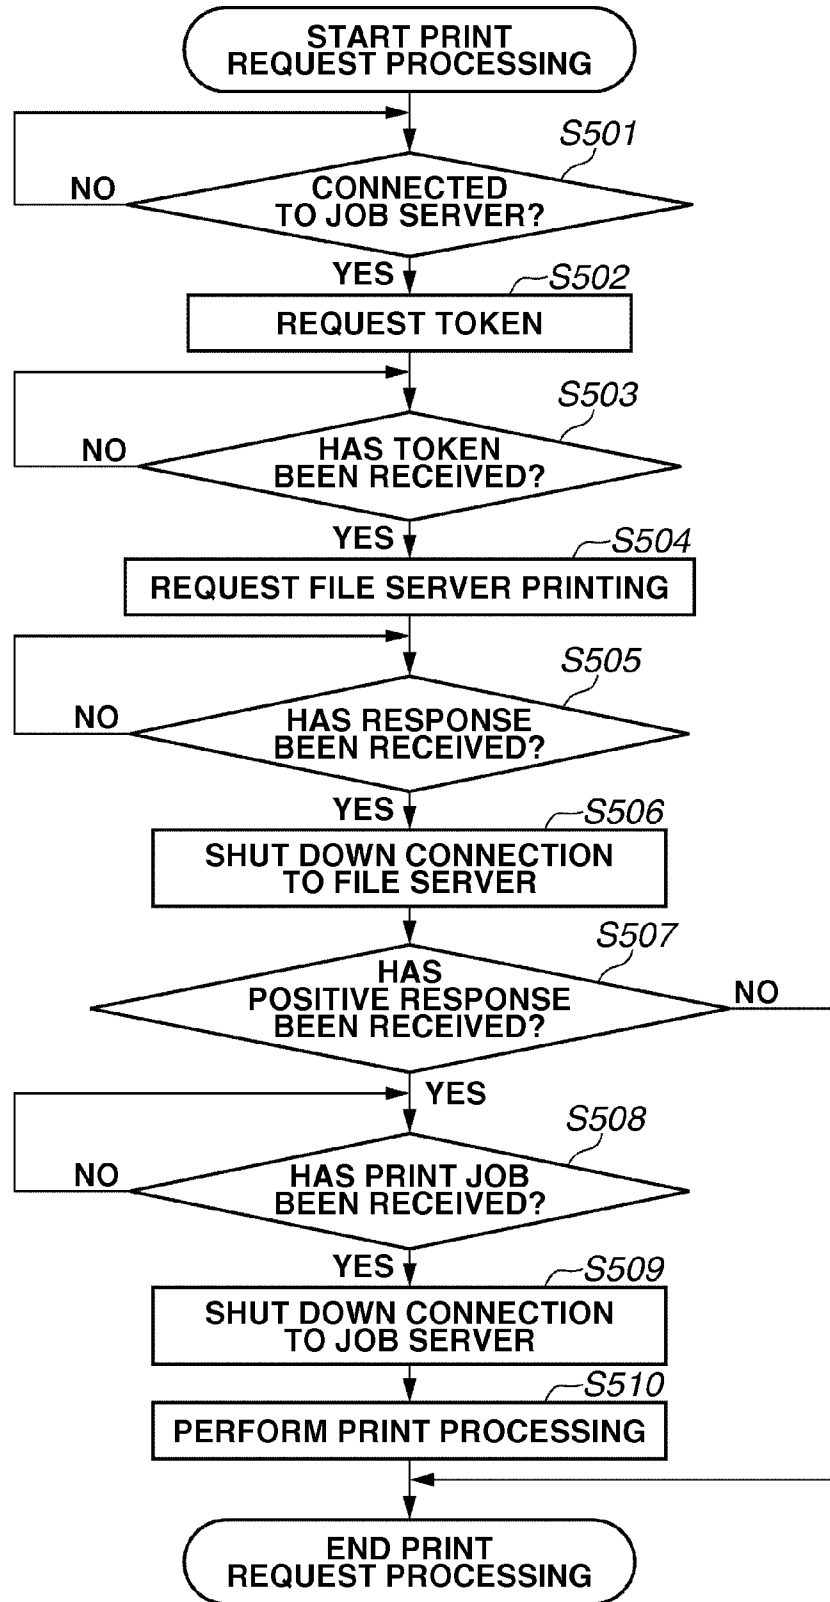 START PRINT
REQUEST PROCESSING
S501
CONNECTED
TO JOB SERVER?
NO
YES
S502
REQUEST TOKEN
S503
HAS TOKEN
BEEN RECEIVED?
NO
YES
S504
REQUEST FILE SERVER PRINTING
S505
HAS RESPONSE
BEEN RECEIVED?
NO
YES
S506
SHUT DOWN CONNECTION
TO FILE SERVER
S507
HAS
POSITIVE RESPONSE
BEEN RECEIVED?
NO
YES
S508
HAS PRINT JOB
BEEN RECEIVED?
NO
YES
S509
SHUT DOWN CONNECTION
TO JOB SERVER
S510
PERFORM PRINT PROCESSING
END PRINT
REQUEST PROCESSING